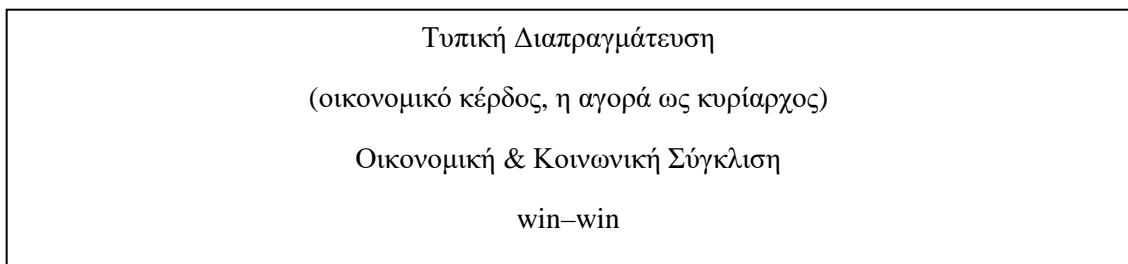 Τυπική Διαπραγμάτευση
(οικονομικό κέρδος, η αγορά ως κυρίαρχος)
Οικονομική & Κοινωνική Σύγκλιση
win–win